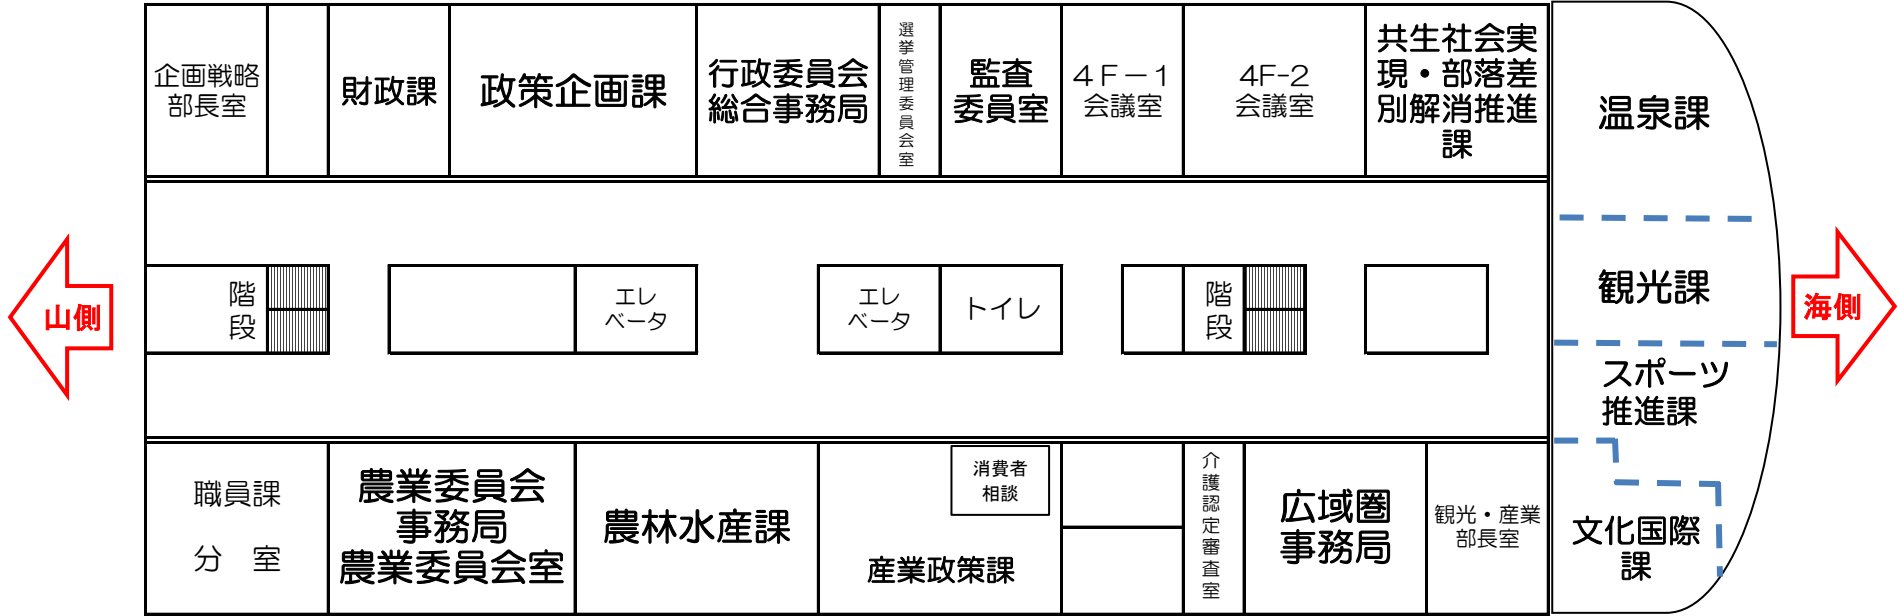 企画戦略
部長室
財政課
政策企画課
行政委員会
総合事務局
選挙管理委員会室
監査
委員室
4F-1
会議室
4F-2
会議室
共生社会実
現・部落差
別解消推進
課
温泉課
観光課
スポーツ
推進課
文化国際
課
山側
階段
エレ
ベータ
エレ
ベータ
トイレ
階段
海側
職員課
分 室
農業委員会
事務局
農業委員会室
農林水産課
消費者
相談
産業政策課
介護認定審査室
広域圏
事務局
観光・産業
部長室